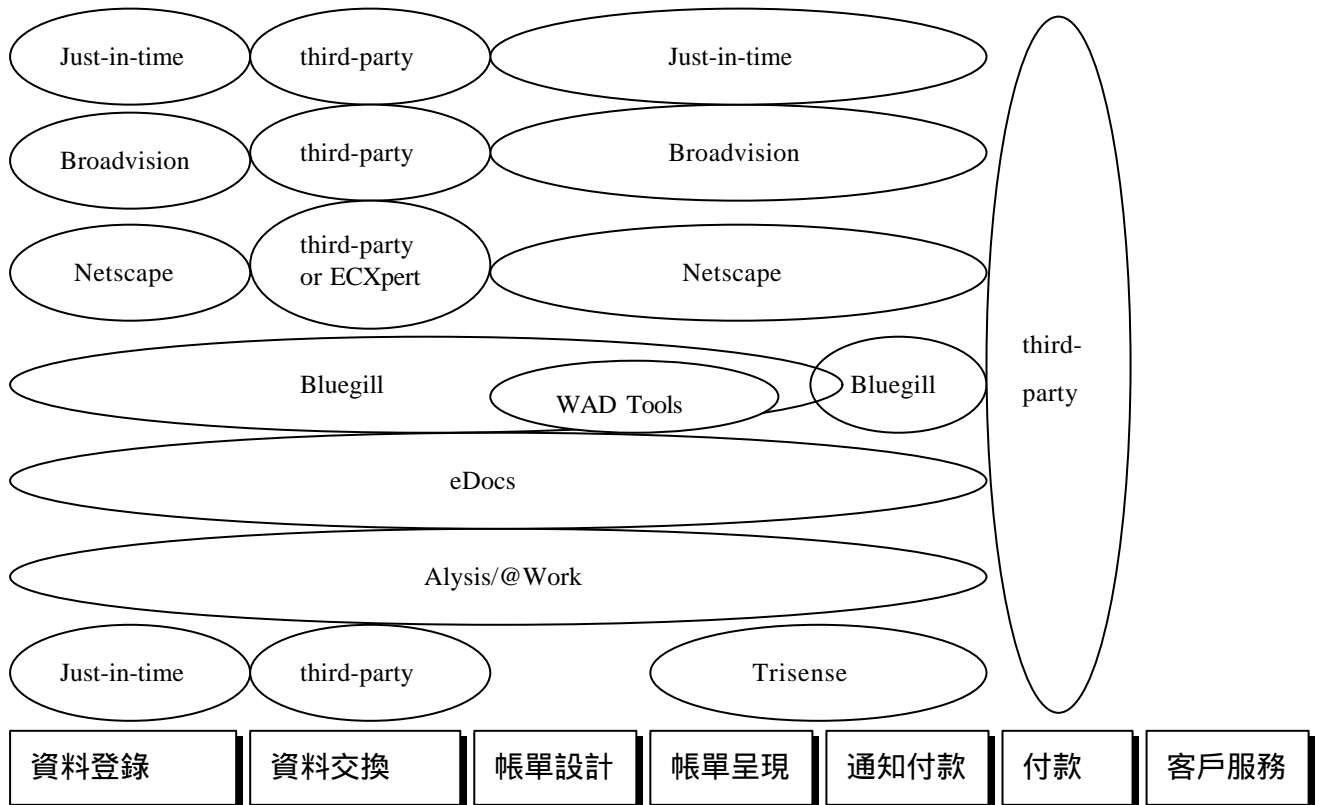 Just-in-time third-party Just-in-time
Broadvision third-party Broadvision
third-party
or ECXpert
Netscape Netscape
third-
party
Bluegill WAD Tools Bluegill
eDocs
Alysis/@Work
Just-in-time third-party Trisense
資料登錄 資料交換 帳單設計 帳單呈現 通知付款 付款 客戶服務